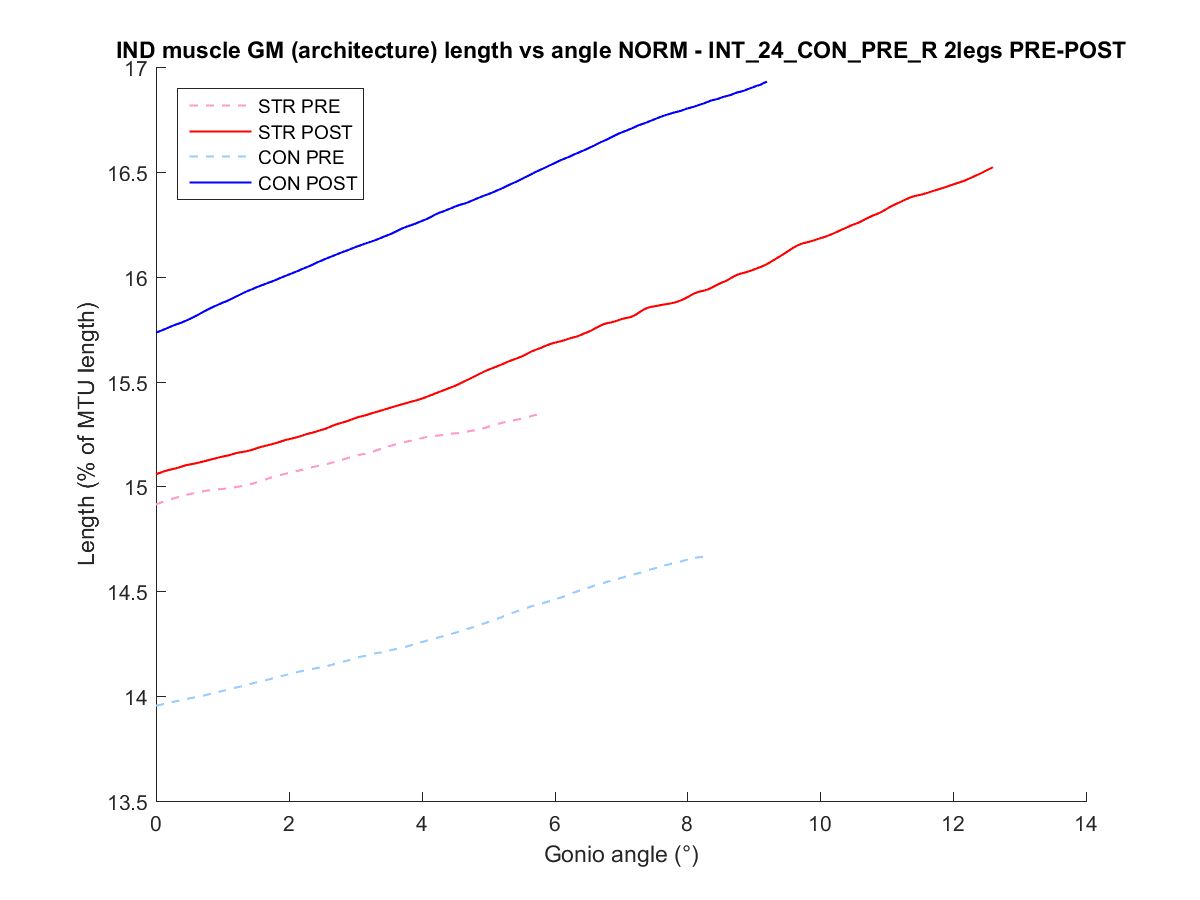 IND muscle GM (architecture) length vs angle NORM - INT_24_CON_PRE_R 2legs PRE-POST
17
16.5
16
15.5
15
14.5
14
13.5
Length (% of MTU length)
STR PRE
STR POST
CON PRE
CON POST
0 2 4 6 8 10 12 14
Gonio angle (°)